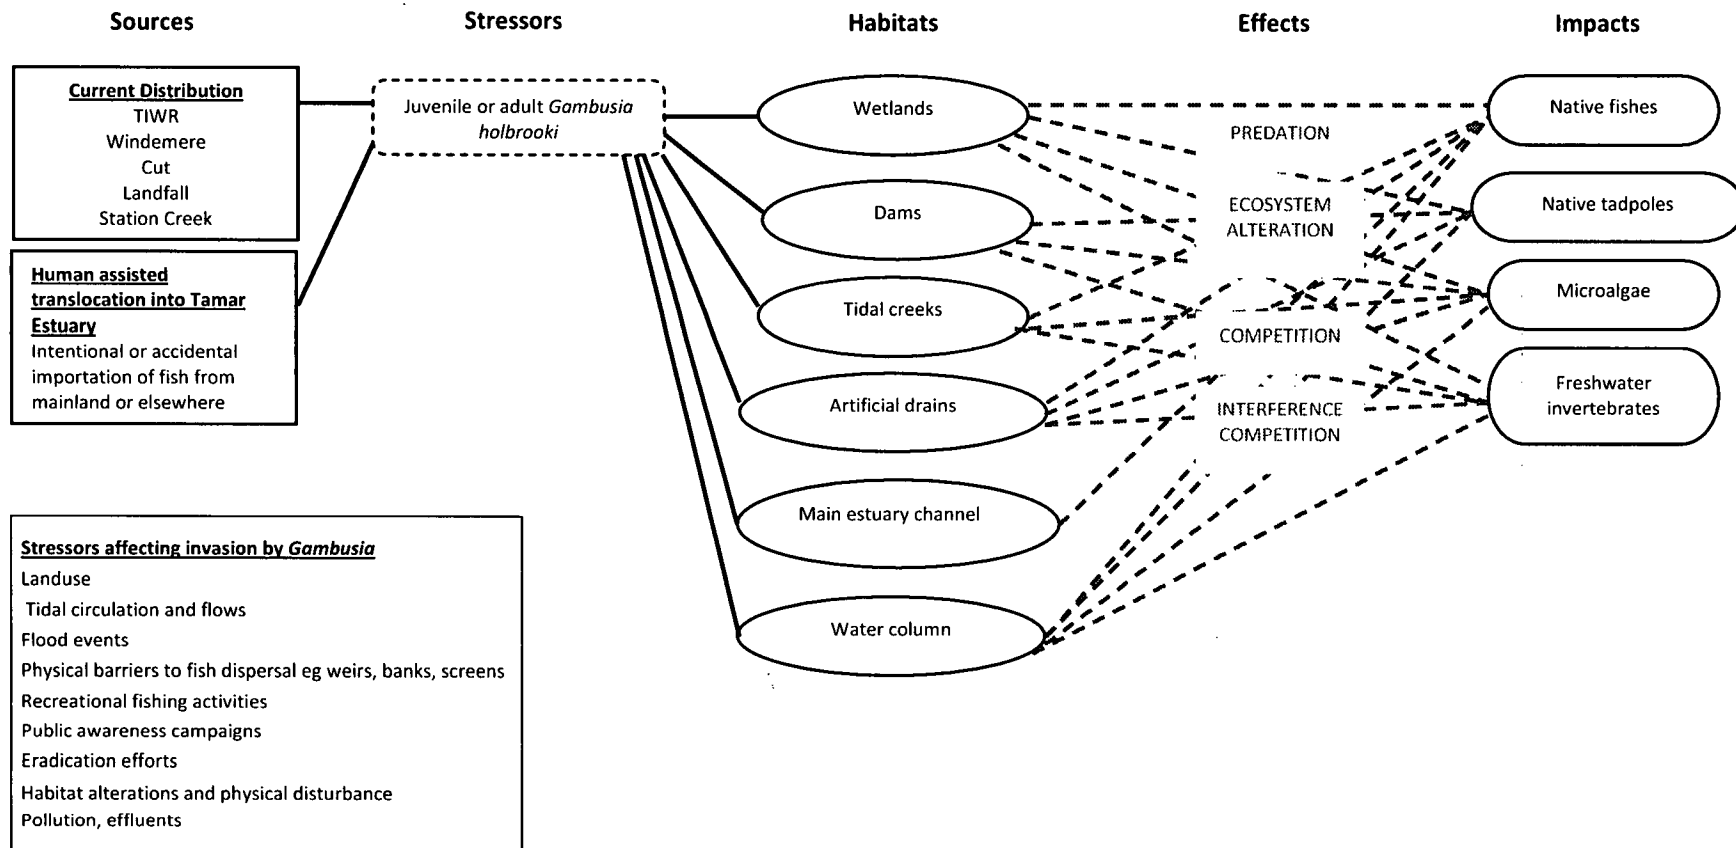 Sources
Stressors
Habitats
Effects
Impacts
Current Distribution
TIWR
Windemere
Cut
Landfall
Station Creek
Human assisted
translocation into Tamar
Estuary
Intentional or accidental
importation of fish from
mainland or elsewhere
Juvenile or adult Gambusia
holbrooki
Wetlands
Dams
Tidal creeks
Artificial drains
Main estuary channel
Water column
PREDATION
ECOSYSTEM
ALTERATION
COMPETITION
INTERFERENCE
COMPETITION
Native fishes
Native tadpoles
Microalgae
Freshwater
invertebrates
Stressors affecting invasion by Gambusia
Landuse
Tidal circulation and flows
Flood events
Physical barriers to fish dispersal eg weirs, banks, screens
Recreational fishing activities
Public awareness campaigns
Eradication efforts
Habitat alterations and physical disturbance
Pollution, effluents